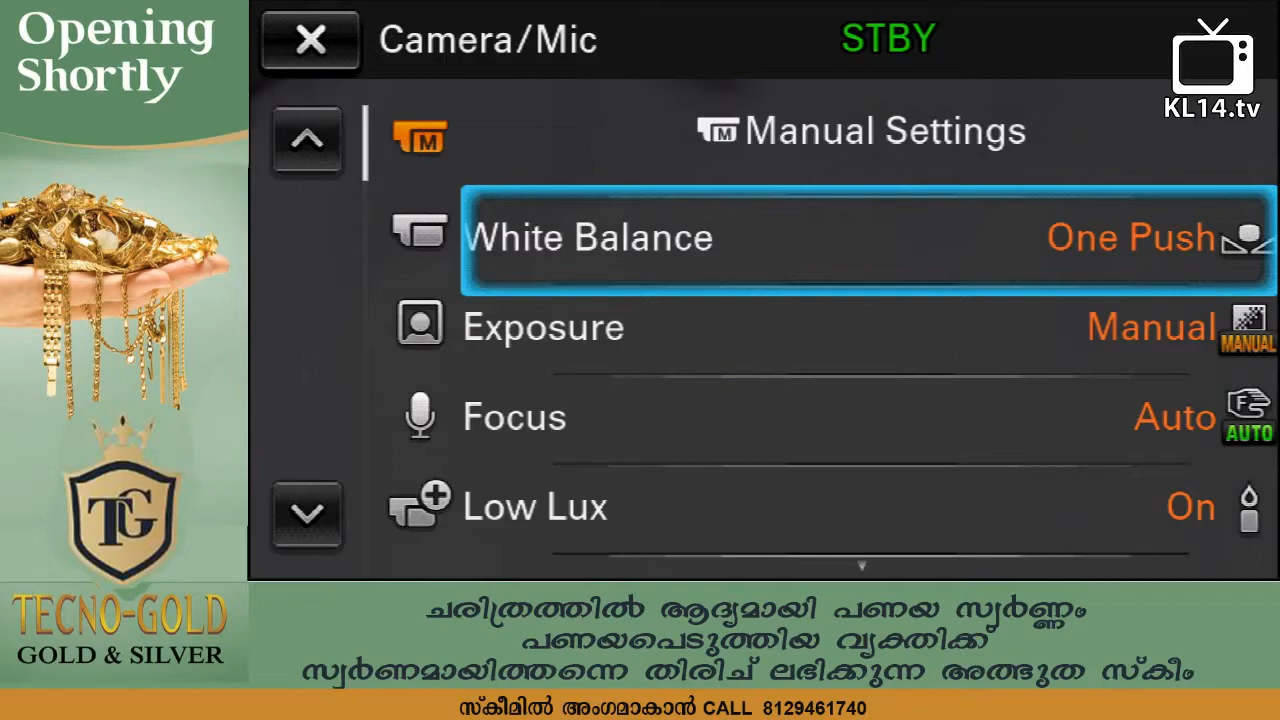 Opening
Shortly
Camera/Mic
STBY
KL14.tv
M
M Manual Settings
White Balance
One Push
Exposure
Manual
MANUAL
Focus
Auto
F
AUTO
Low Lux
On
TG
TECNO-GOLD
GOLD & SILVER
ചരിത്രത്തിൽ ആദ്യമായി പണയ സ്വർണ്ണം
പണയപെടുത്തിയ വ്യക്തിക്ക്
സ്വർണമായിത്തന്നെ തിരിച് ലഭിക്കുന്ന അത്ഭുത സ്കീം
സ്കീമിൽ അംഗമാകാൻ CALL 8129461740